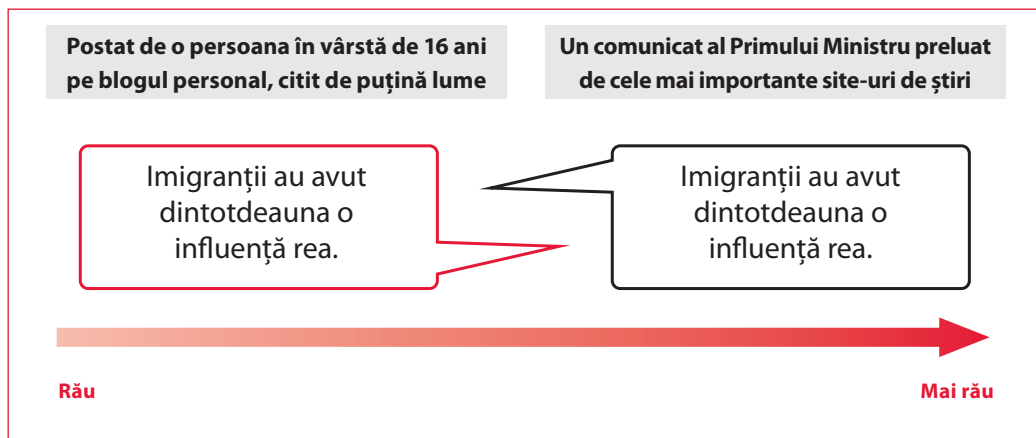 Postat de o persoana în vârstă de 16 ani
pe blogul personal, citit de puțină lume
Un comunicat al Primului Ministru preluat
de cele mai importante site-uri de știri
Imigranții au avut
dintotdeauna o
influență rea.
Imigranții au avut
dintotdeauna o
influență rea.
Rău
Mai rău